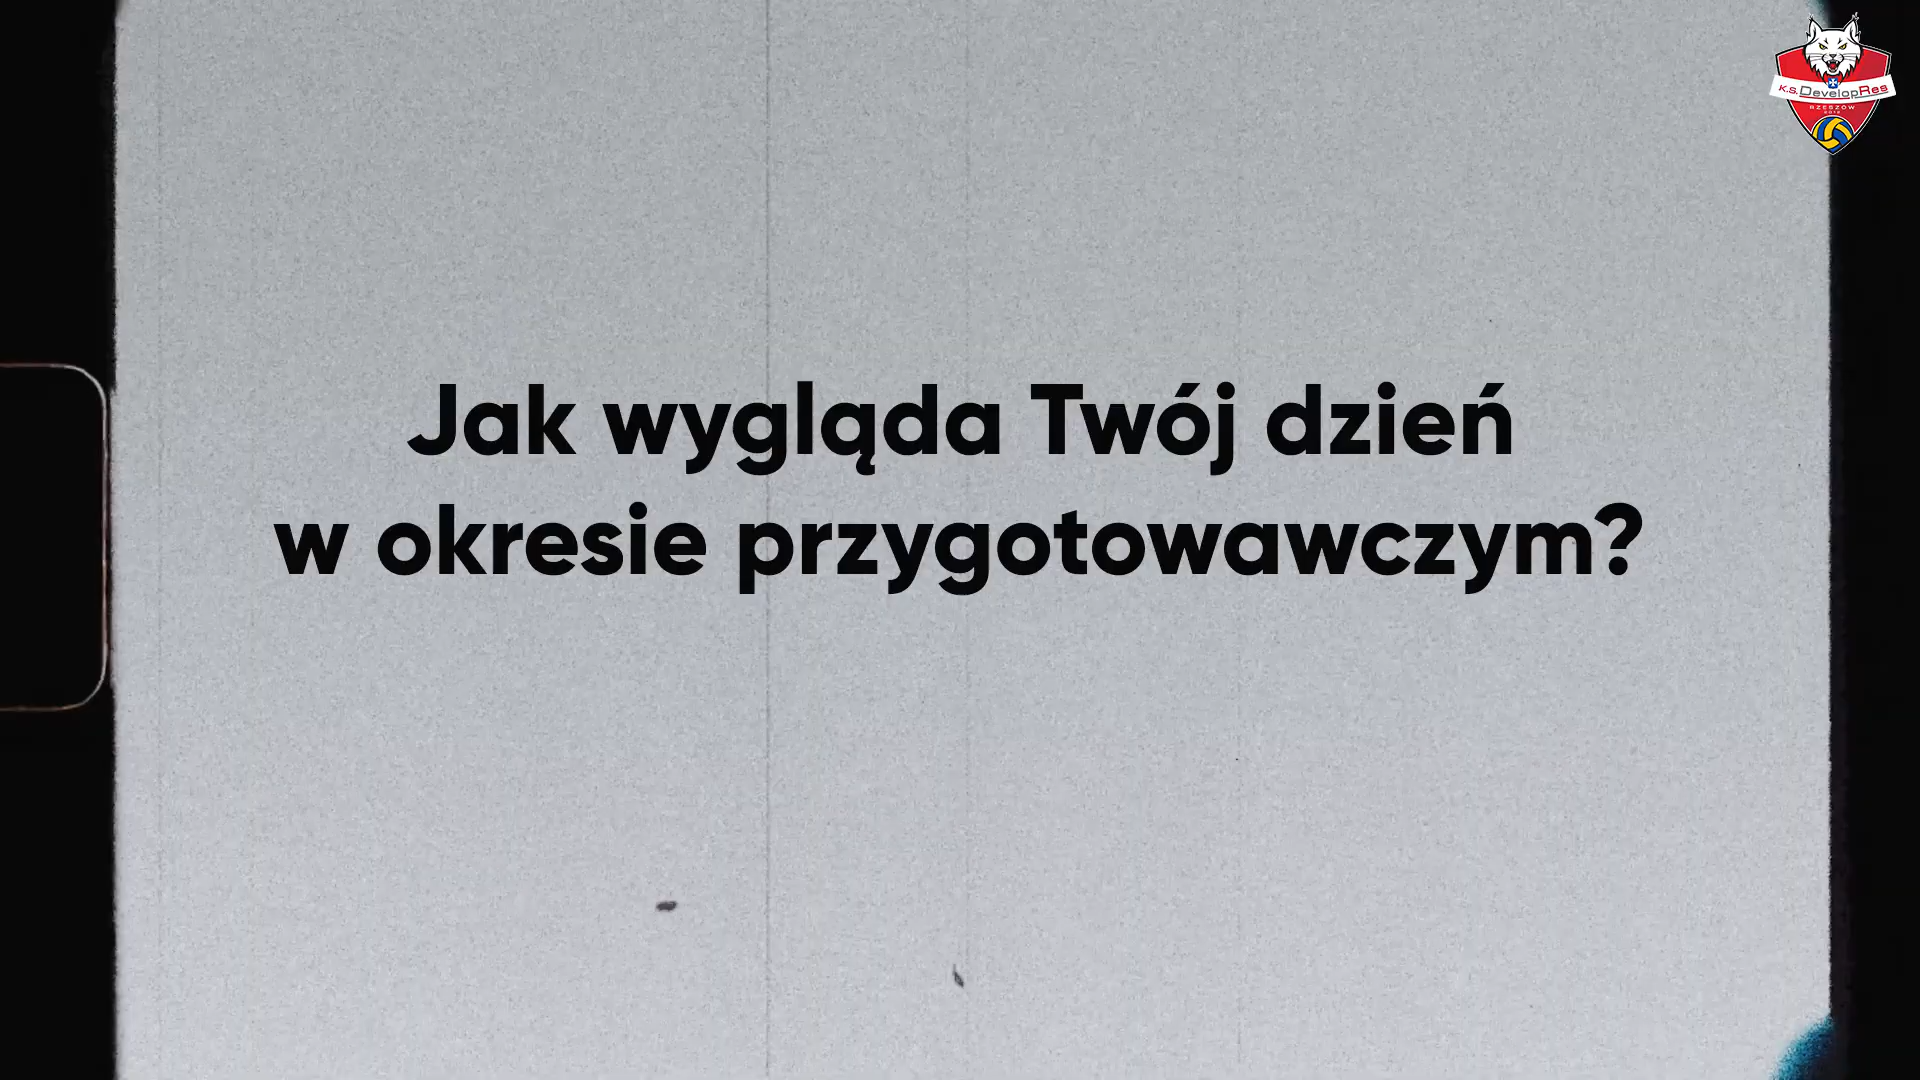 K.S. DevelopRes
RZESZÓW
Jak wygląda Twój dzień
w okresie przygotowawczym?